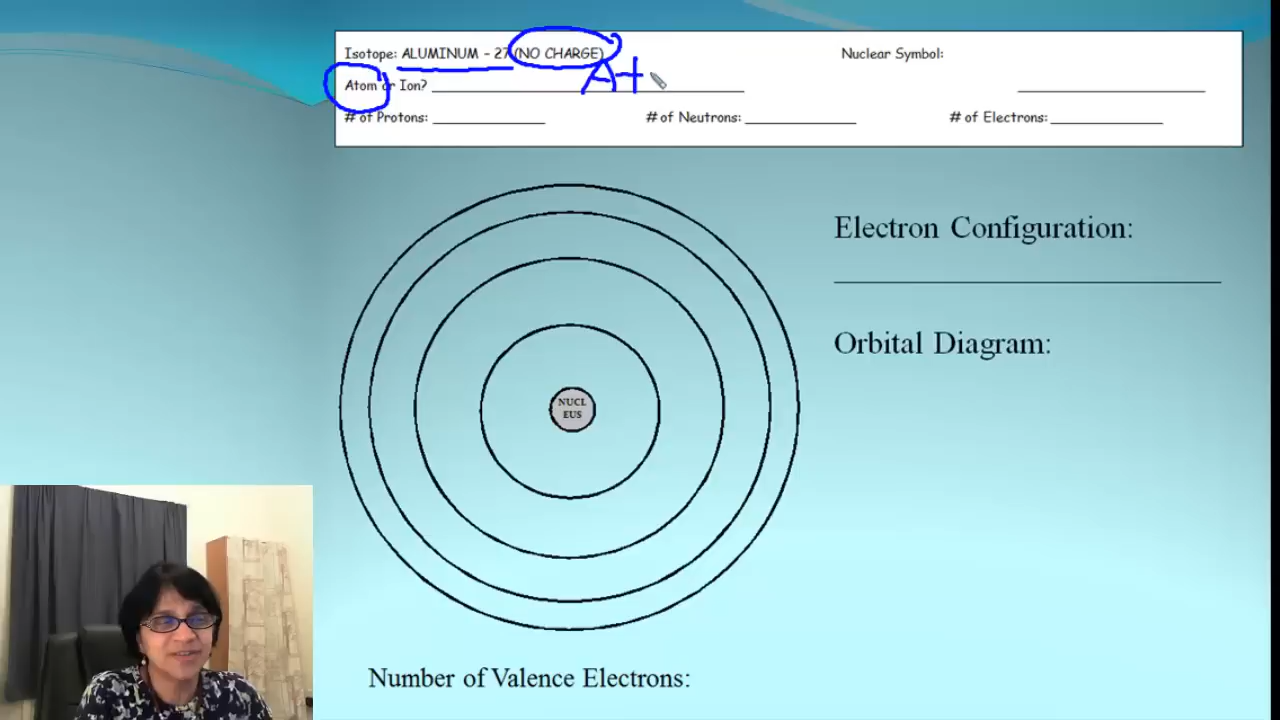 Isotope: ALUMINUM - 27 (NO CHARGE)
Nuclear Symbol:
Atom or Ion? At
# of Protons:
# of Neutrons:
# of Electrons:
Electron Configuration:
Orbital Diagram:
NUCL
EUS
Number of Valence Electrons: